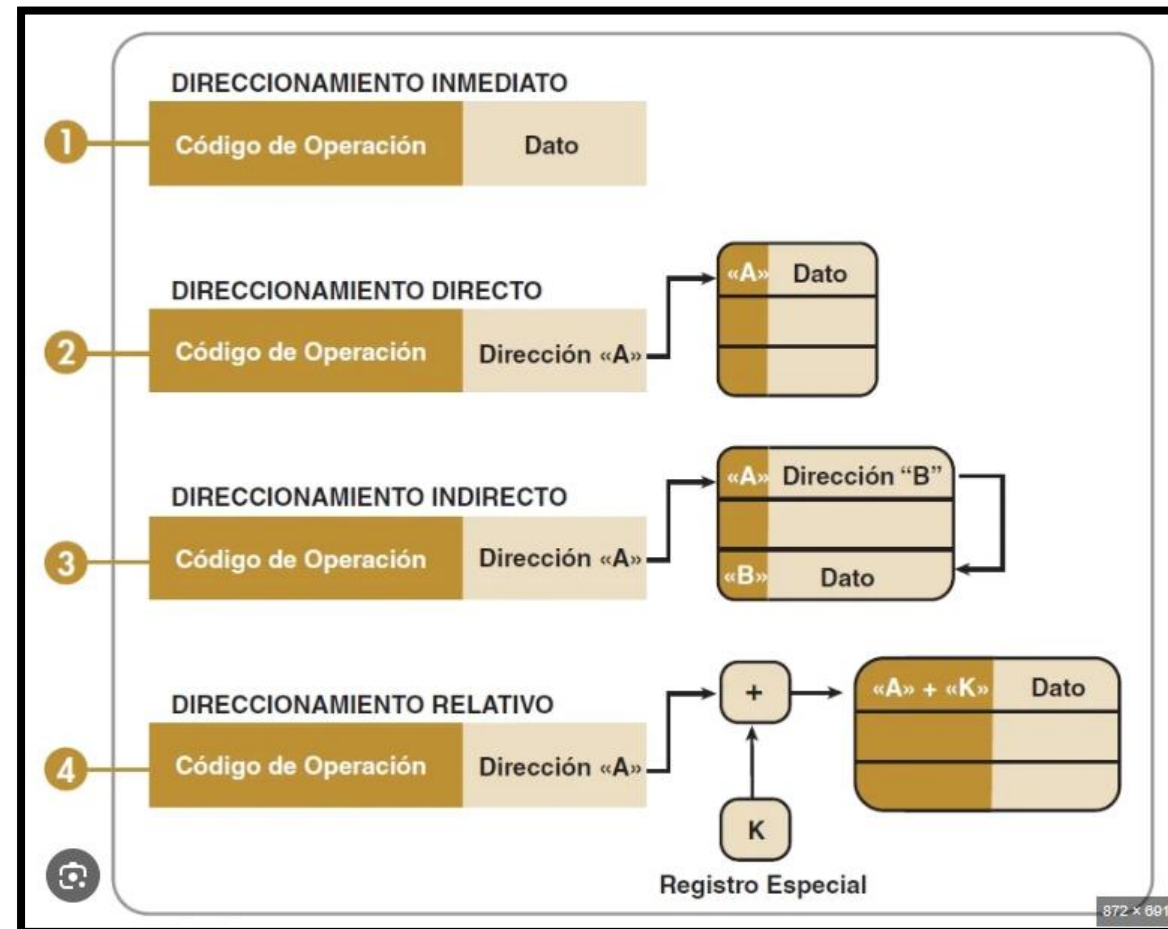 DIRECCIONAMIENTO INMEDIATO
1 Código de Operación Dato
DIRECCIONAMIENTO DIRECTO
2 Código de Operación Dirección «A»
«A» Dato
DIRECCIONAMIENTO INDIRECTO
3 Código de Operación Dirección «A»
«A» Dirección “B”
«B» Dato
DIRECCIONAMIENTO RELATIVO
4 Código de Operación Dirección «A»
+
«A» + «K» Dato
K
Registro Especial
872 × 691